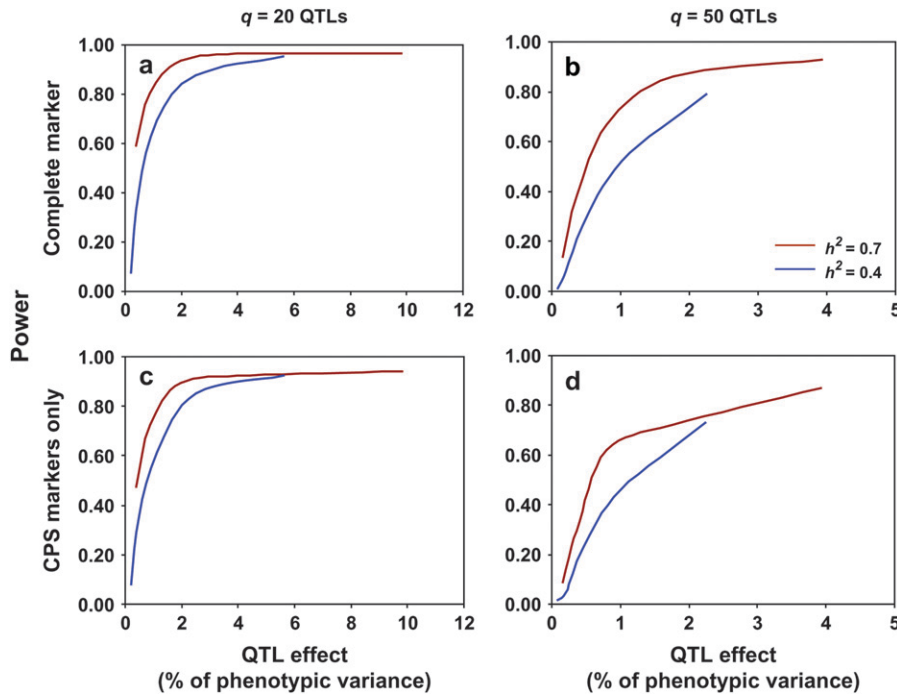 q = 20 QTLs
q = 50 QTLs
Power
Complete marker
1.00
0.80
0.60
0.40
0.20
0.00
a
0 2 4 6 8 10 12
1.00
0.80
0.60
0.40
0.20
0.00
b
h² = 0.7
h² = 0.4
0 1 2 3 4 5
CPS markers only
1.00
0.80
0.60
0.40
0.20
0.00
c
0 2 4 6 8 10 12
QTL effect
(% of phenotypic variance)
1.00
0.80
0.60
0.40
0.20
0.00
d
0 1 2 3 4 5
QTL effect
(% of phenotypic variance)